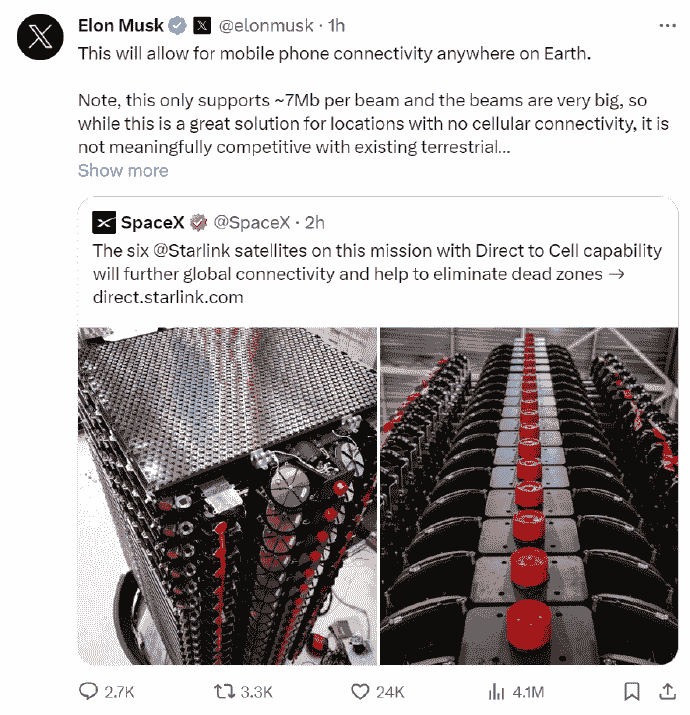 Elon Musk @elonmusk · 1h
This will allow for mobile phone connectivity anywhere on Earth.
Note, this only supports ~7Mb per beam and the beams are very big, so
while this is a great solution for locations with no cellular connectivity, it is
not meaningfully competitive with existing terrestrial...
Show more
SpaceX @SpaceX · 2h
The six @Starlink satellites on this mission with Direct to Cell capability
will further global connectivity and help to eliminate dead zones →
direct.starlink.com
2.7K 3.3K 24K 4.1M